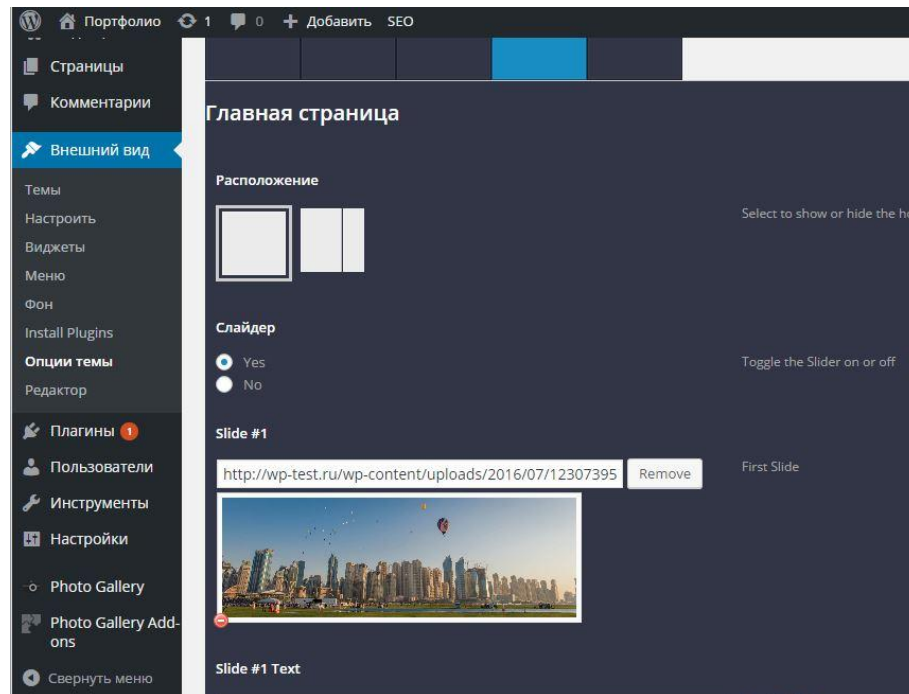 Портфолио 1 0 Добавить SEO
Страницы
Комментарии
Внешний вид
Темы
Настроить
Виджеты
Меню
Фон
Install Plugins
Опции темы
Редактор
Плагины 1
Пользователи
Инструменты
Настройки
Photo Gallery
Photo Gallery Add-
ons
Свернуть меню
Главная страница
Расположение
Select to show or hide the
Слайдер
Yes
No
Toggle the Slider on or off
Slide #1
http://wp-test.ru/wp-content/uploads/2016/07/12307395
Remove
First Slide
Slide #1 Text